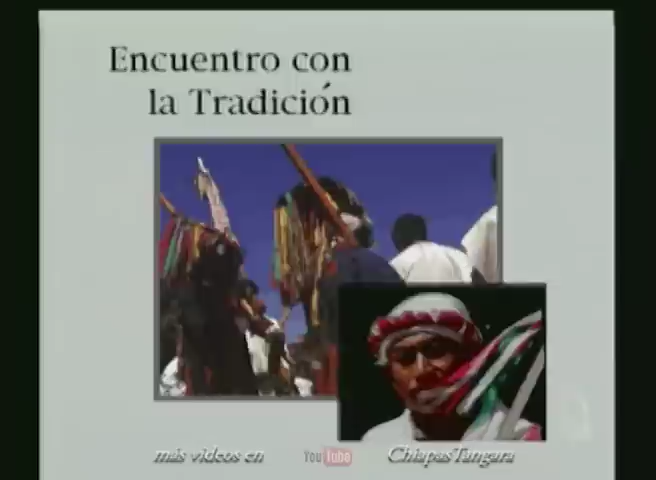 Encuentro con
la Tradición
más videos en YouTube ChiapasTangara